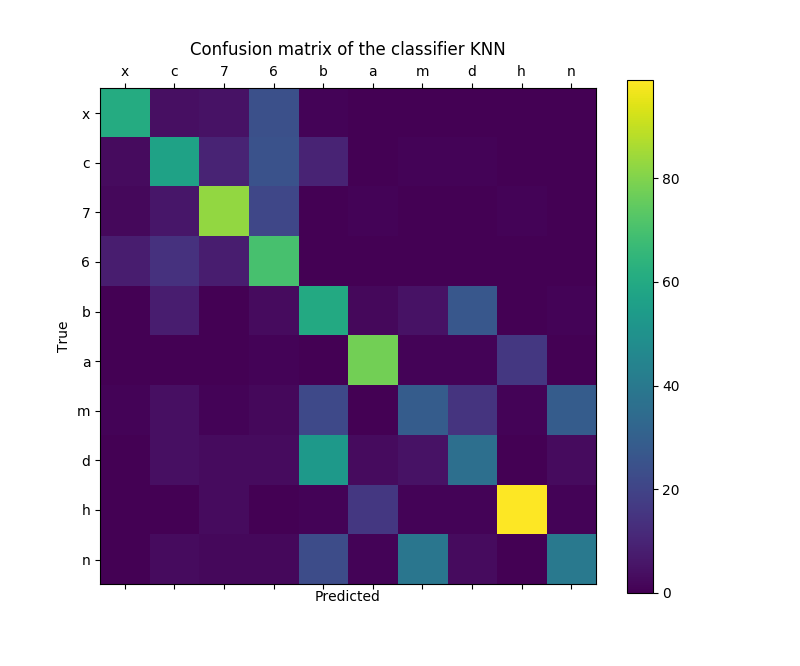 Confusion matrix of the classifier KNN
x c 7 6 b a m d h n
x
c
7
6
b
a
m
d
h
n
True
Predicted
80
60
40
20
0